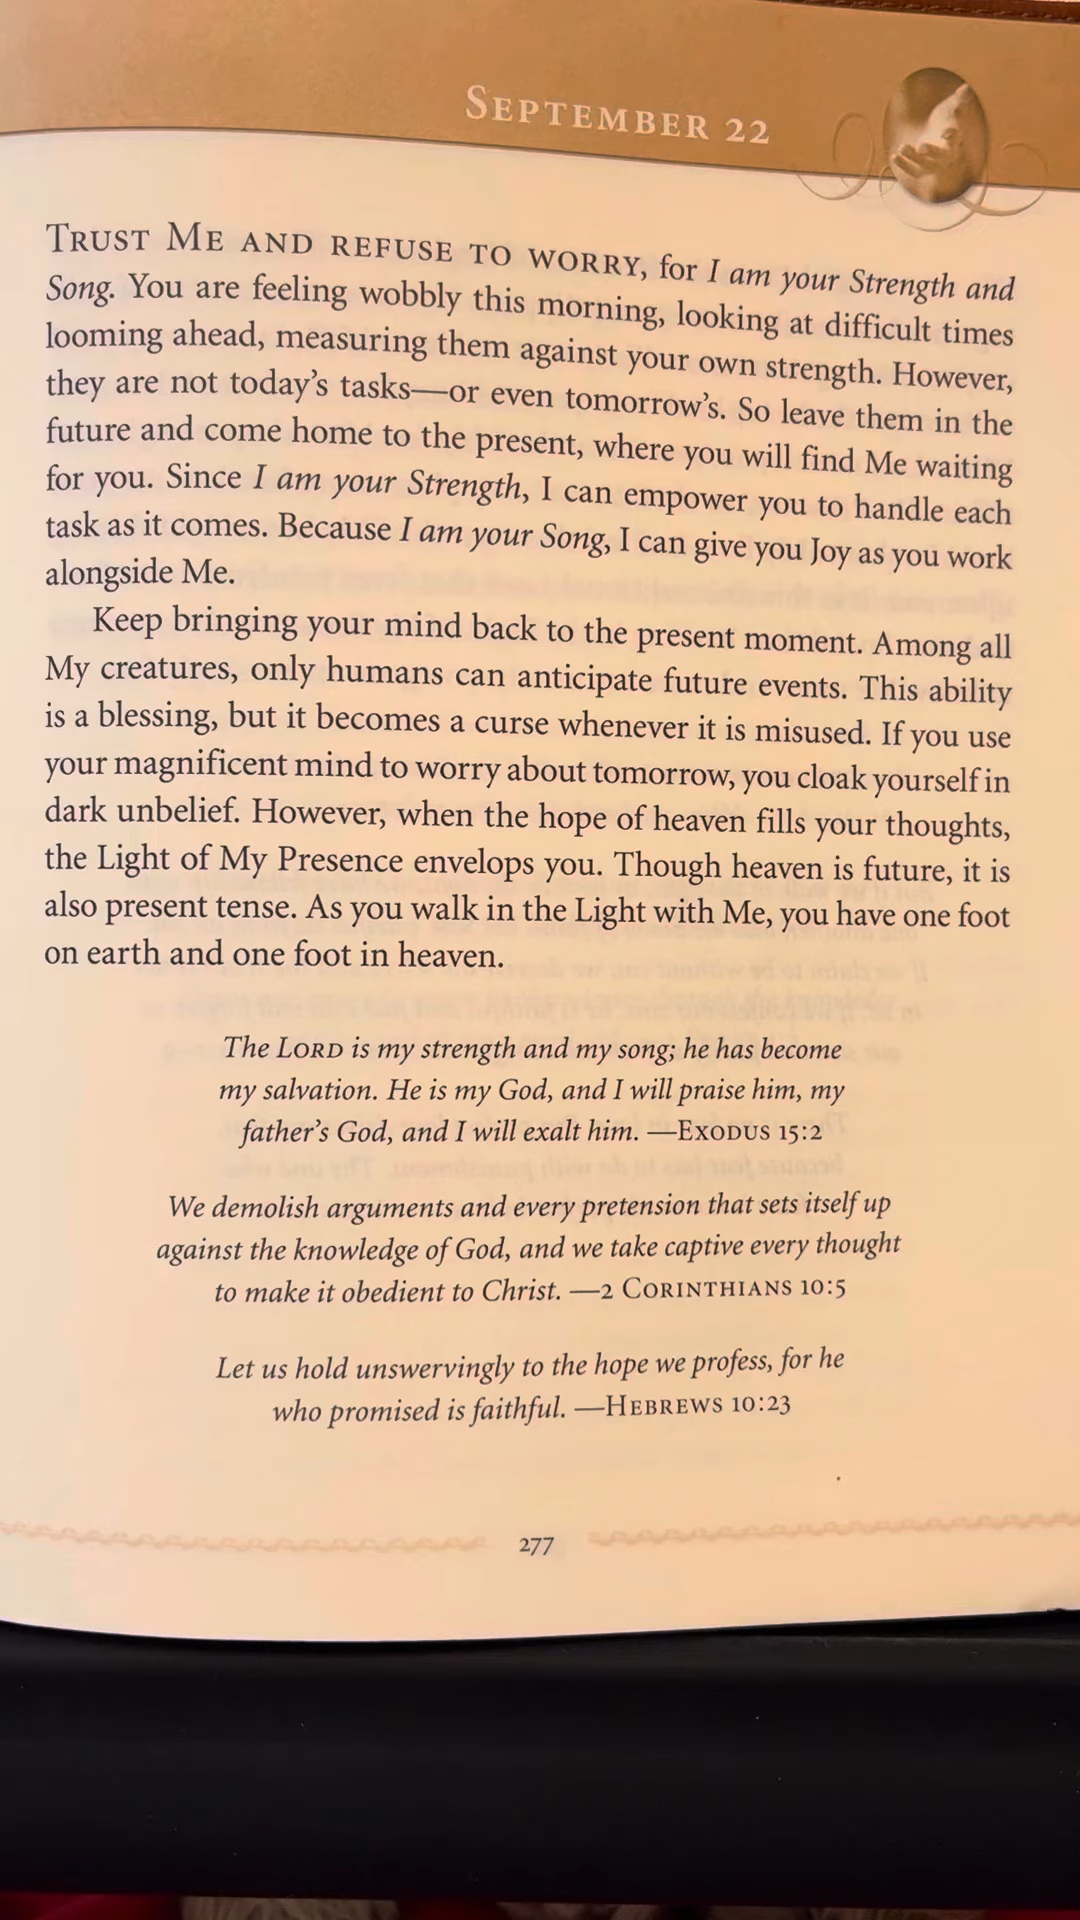 SEPTEMBER 22
TRUST ME AND REFUSE TO WORRY, for I am your Strength and
Song. You are feeling wobbly this morning, looking at difficult times
looming ahead, measuring them against your own strength. However,
they are not today's tasks—or even tomorrow's. So leave them in the
future and come home to the present, where you will find Me waiting
for you. Since I am your Strength, I can empower you to handle each
task as it comes. Because I am your Song, I can give you Joy as you work
alongside Me.
Keep bringing your mind back to the present moment. Among all
My creatures, only humans can anticipate future events. This ability
is a blessing, but it becomes a curse whenever it is misused. If you use
your magnificent mind to worry about tomorrow, you cloak yourself in
dark unbelief. However, when the hope of heaven fills your thoughts,
the Light of My Presence envelops you. Though heaven is future, it is
also present tense. As you walk in the Light with Me, you have one foot
on earth and one foot in heaven.
The LORD is my strength and my song; he has become
my salvation. He is my God, and I will praise him, my
father's God, and I will exalt him. —EXODUS 15:2
We demolish arguments and every pretension that sets itself up
against the knowledge of God, and we take captive every thought
to make it obedient to Christ. —2 CORINTHIANS 10:5
Let us hold unswervingly to the hope we profess, for he
who promised is faithful. —HEBREWS 10:23
277